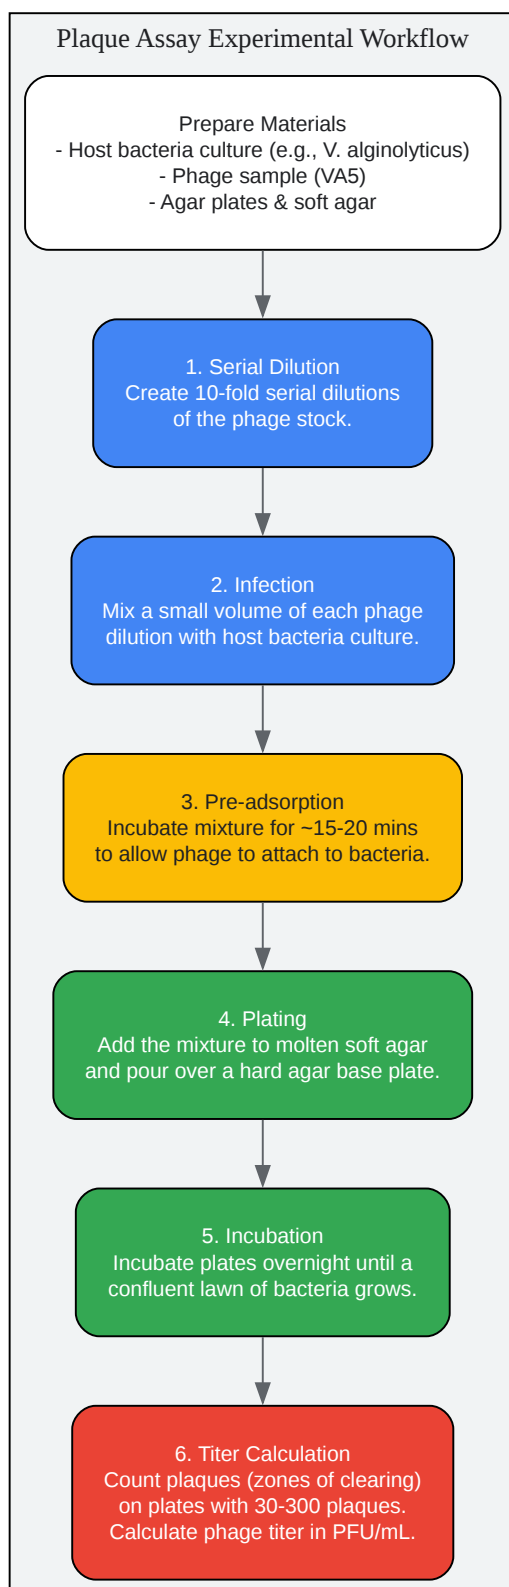 Plaque Assay Experimental Workflow
Prepare Materials
- Host bacteria culture (e.g., V. alginolyticus)
- Phage sample (VA5)
- Agar plates & soft agar
1. Serial Dilution
Create 10-fold serial dilutions
of the phage stock.
2. Infection
Mix a small volume of each phage
dilution with host bacteria culture.
3. Pre-adsorption
Incubate mixture for ~15-20 mins
to allow phage to attach to bacteria.
4. Plating
Add the mixture to molten soft agar
and pour over a hard agar base plate.
5. Incubation
Incubate plates overnight until a
confluent lawn of bacteria grows.
6. Titer Calculation
Count plaques (zones of clearing)
on plates with 30-300 plaques.
Calculate phage titer in PFU/mL.